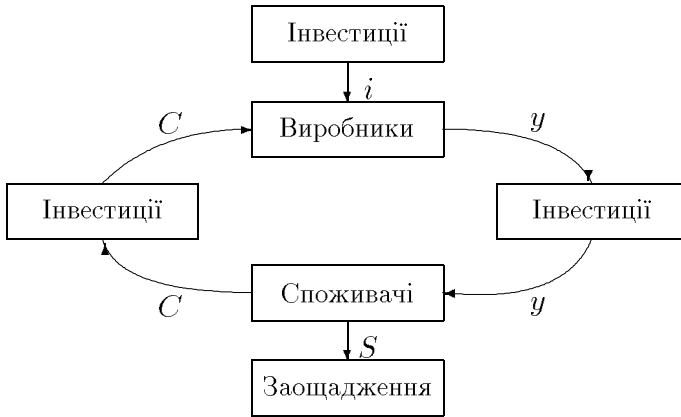 Інвестиції
i
C
Виробники
y
Інвестиції
Інвестиції
C
Споживачі
y
S
Заощадження